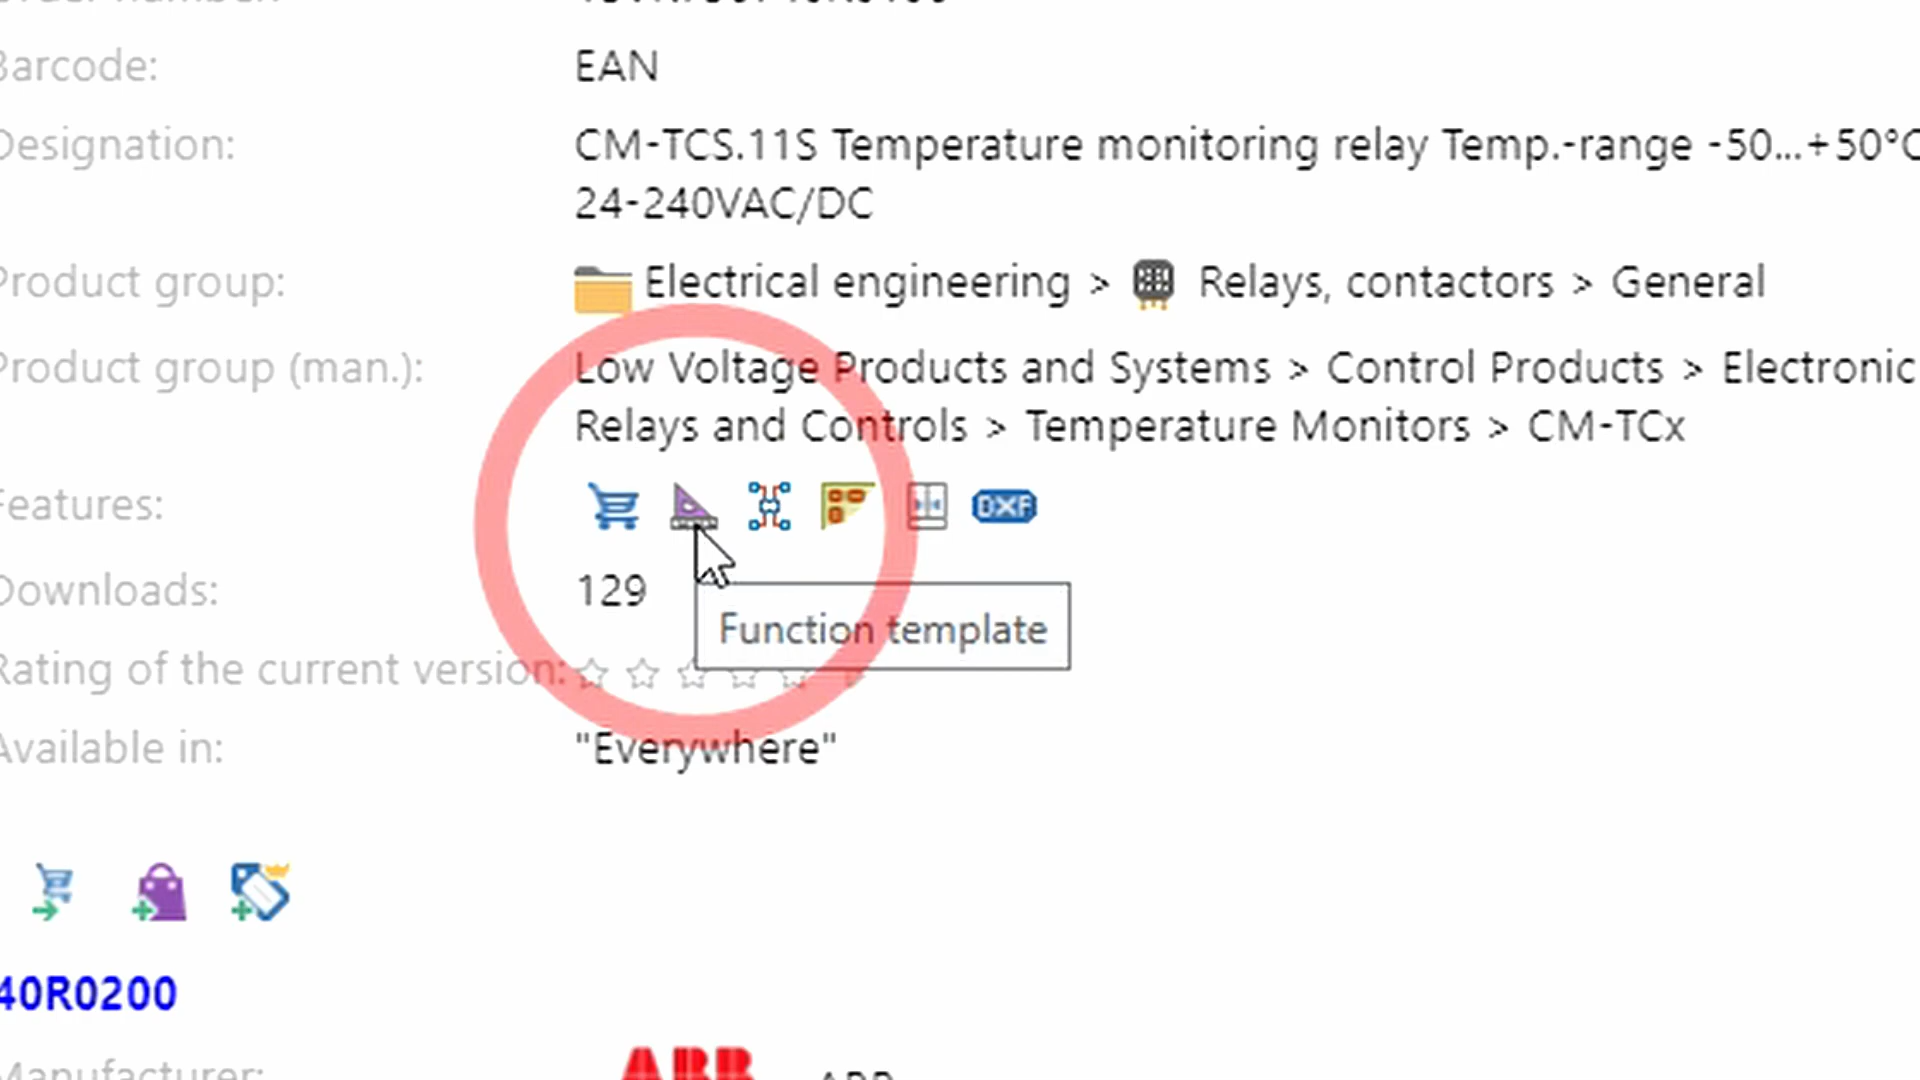 Barcode: EAN
Designation: CM-TCS.11S Temperature monitoring relay Temp.-range -50...+50°C
24-240VAC/DC
Product group: Electrical engineering > Relays, contactors > General
Product group (man.): Low Voltage Products and Systems > Control Products > Electronic
Relays and Controls > Temperature Monitors > CM-TCx
Features: DXF
Downloads: 129
Function template
Rating of the current version:
Available in: "Everywhere"
40R0200
Manufacturer: ABB ABB